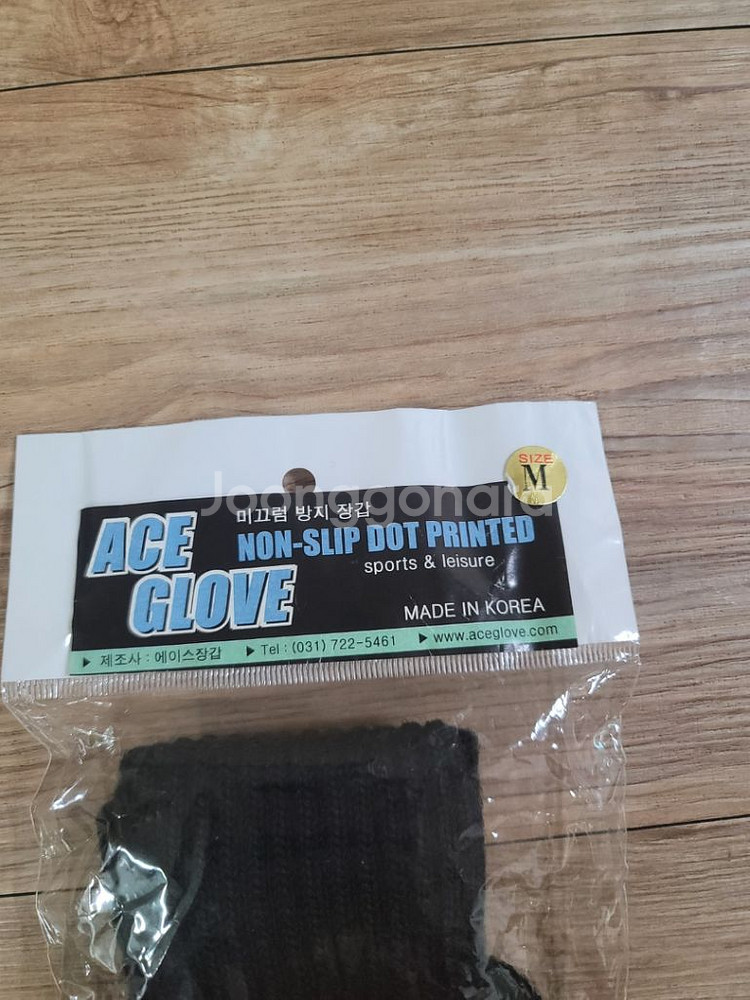 Joonggonara
SIZE
M
미끄럼 방지 장갑
ACE
GLOVE
NON-SLIP DOT PRINTED
sports & leisure
MADE IN KOREA
▶ 제조사 : 에이스장갑 ▶ Tel : (031) 722-5461 ▶ www.aceglove.com